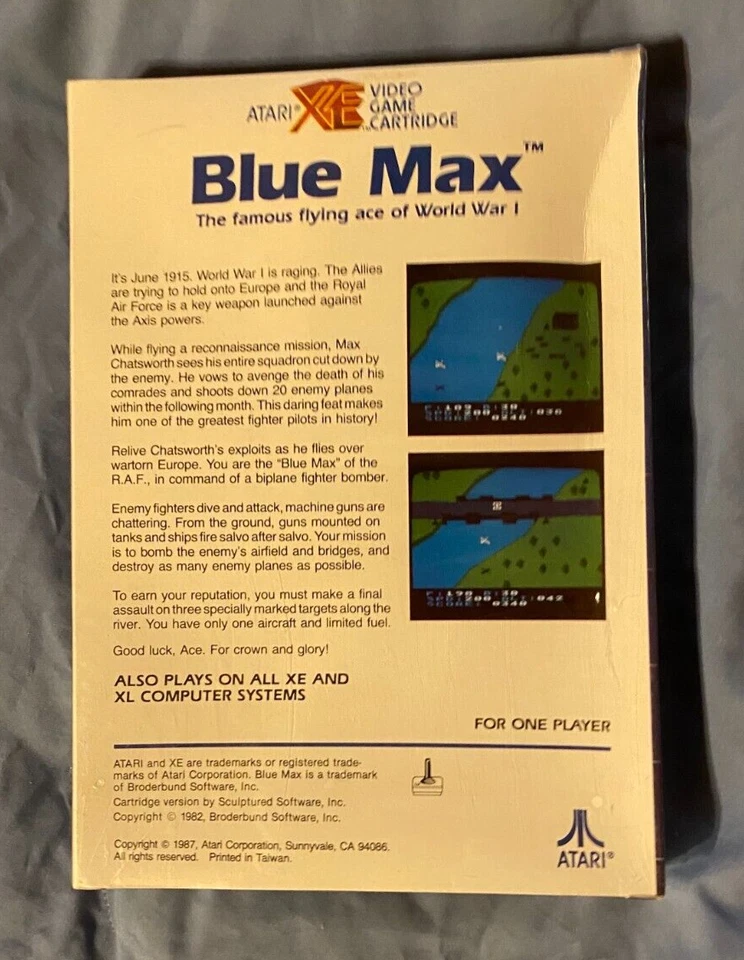 ATARI® XE VIDEO
GAME
CARTRIDGE
Blue Max™
The famous flying ace of World War I
It's June 1915. World War I is raging. The Allies
are trying to hold onto Europe and the Royal
Air Force is a key weapon launched against
the Axis powers.
While flying a reconnaissance mission, Max
Chatsworth sees his entire squadron cut down by
the enemy. He vows to avenge the death of his
comrades and shoots down 20 enemy planes
within the following month. This daring feat makes
him one of the greatest fighter pilots in history!
Relive Chatsworth's exploits as he flies over
wartorn Europe. You are the "Blue Max" of the
R.A.F., in command of a biplane fighter bomber.
Enemy fighters dive and attack, machine guns are
chattering. From the ground, guns mounted on
tanks and ships fire salvo after salvo. Your mission
is to bomb the enemy's airfield and bridges, and
destroy as many enemy planes as possible.
To earn your reputation, you must make a final
assault on three specially marked targets along the
river. You have only one aircraft and limited fuel.
Good luck, Ace. For crown and glory!
ALSO PLAYS ON ALL XE AND
XL COMPUTER SYSTEMS
SCORE: 0240
SCORE: 0340
FOR ONE PLAYER
ATARI and XE are trademarks or registered trade-
marks of Atari Corporation. Blue Max is a trademark
of Broderbund Software, Inc.
Cartridge version by Sculptured Software, Inc.
Copyright © 1982, Broderbund Software, Inc.
Copyright © 1987, Atari Corporation, Sunnyvale, CA 94086.
All rights reserved. Printed in Taiwan.
ATARI®